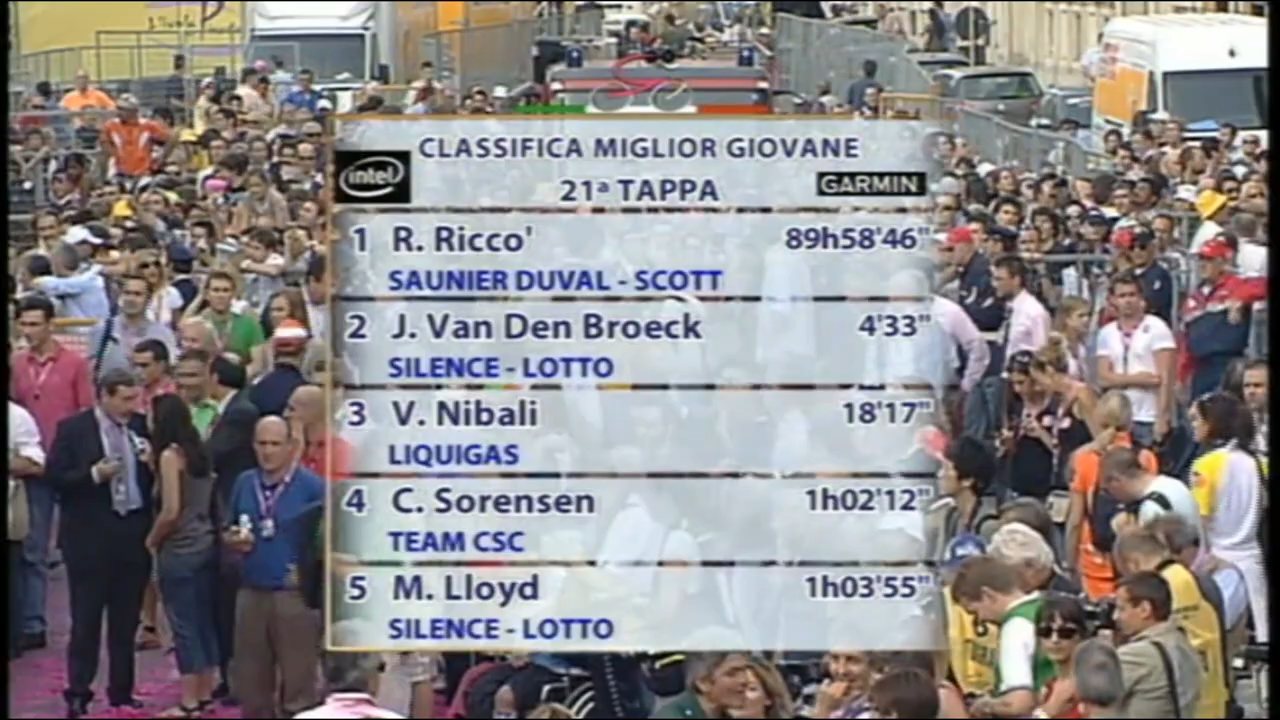 CLASSIFICA MIGLIOR GIOVANE
intel
21ª TAPPA
GARMIN
1 R. Ricco' 89h58'46"
SAUNIER DUVAL - SCOTT
2 J. Van Den Broeck 4'33"
SILENCE - LOTTO
3 V. Nibali 18'17"
LIQUIGAS
4 C. Sorensen 1h02'12"
TEAM CSC
5 M. Lloyd 1h03'55"
SILENCE - LOTTO